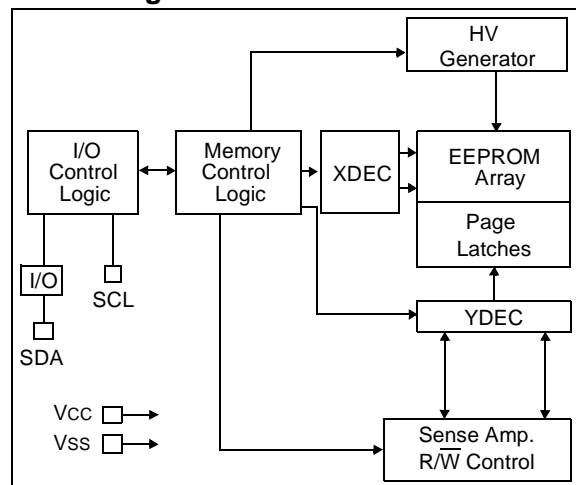 HV
Generator
I/O
Control
Logic
Memory
Control
Logic
XDEC
EEPROM
Array
Page
Latches
I/O
SCL
SDA
YDEC
VCC
VSS
Sense Amp.
R/W̅ Control